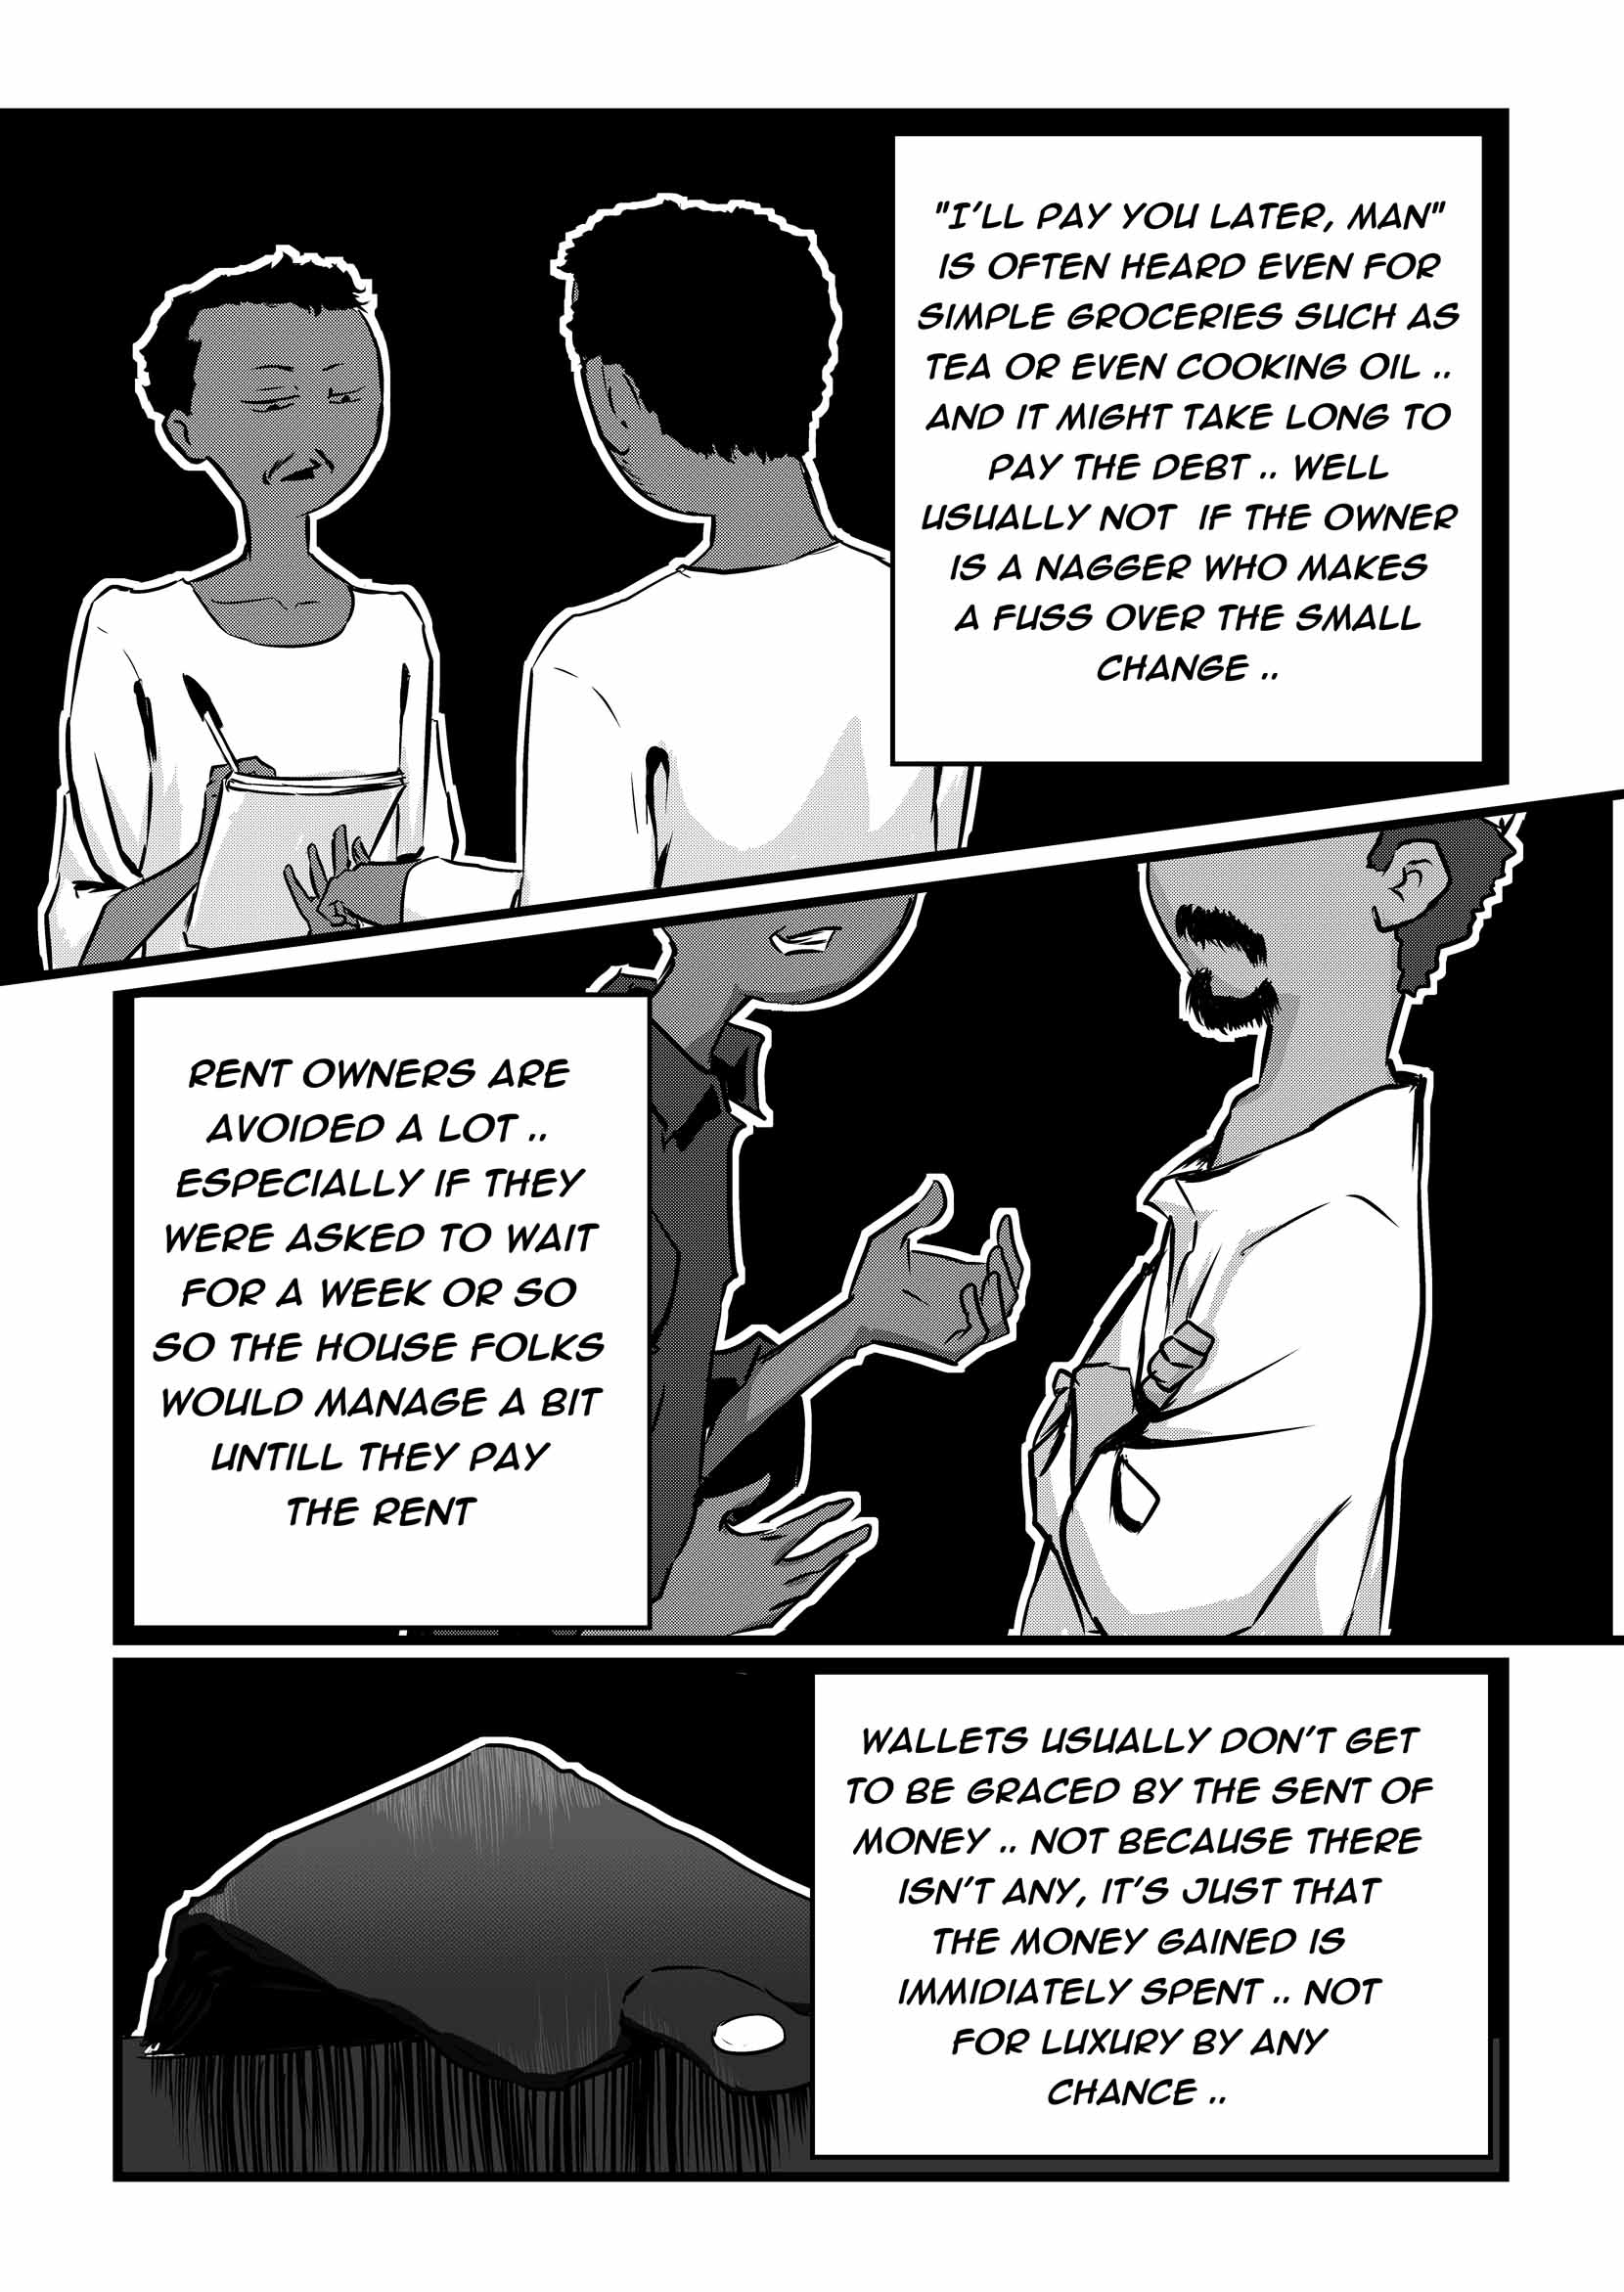 "I'LL PAY YOU LATER, MAN"
IS OFTEN HEARD EVEN FOR
SIMPLE GROCERIES SUCH AS
TEA OR EVEN COOKING OIL ..
AND IT MIGHT TAKE LONG TO
PAY THE DEBT .. WELL
USUALLY NOT IF THE OWNER
IS A NAGGER WHO MAKES
A FUSS OVER THE SMALL
CHANGE ..
RENT OWNERS ARE
AVOIDED A LOT ..
ESPECIALLY IF THEY
WERE ASKED TO WAIT
FOR A WEEK OR SO
SO THE HOUSE FOLKS
WOULD MANAGE A BIT
UNTILL THEY PAY
THE RENT
WALLETS USUALLY DON'T GET
TO BE GRACED BY THE SENT OF
MONEY .. NOT BECAUSE THERE
ISN'T ANY, IT'S JUST THAT
THE MONEY GAINED IS
IMMIDIATELY SPENT .. NOT
FOR LUXURY BY ANY
CHANCE ..